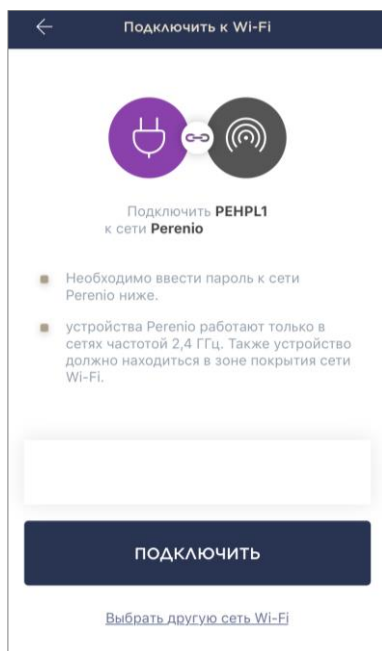 Подключить к Wi-Fi
Подключить PEHPL1
к сети Perenio
Необходимо ввести пароль к сети
Perenio ниже.
устройства Perenio работают только в
сетях частотой 2,4 ГГц. Также устройство
должно находиться в зоне покрытия сети
Wi-Fi.
ПОДКЛЮЧИТЬ
Выбрать другую сеть Wi-Fi